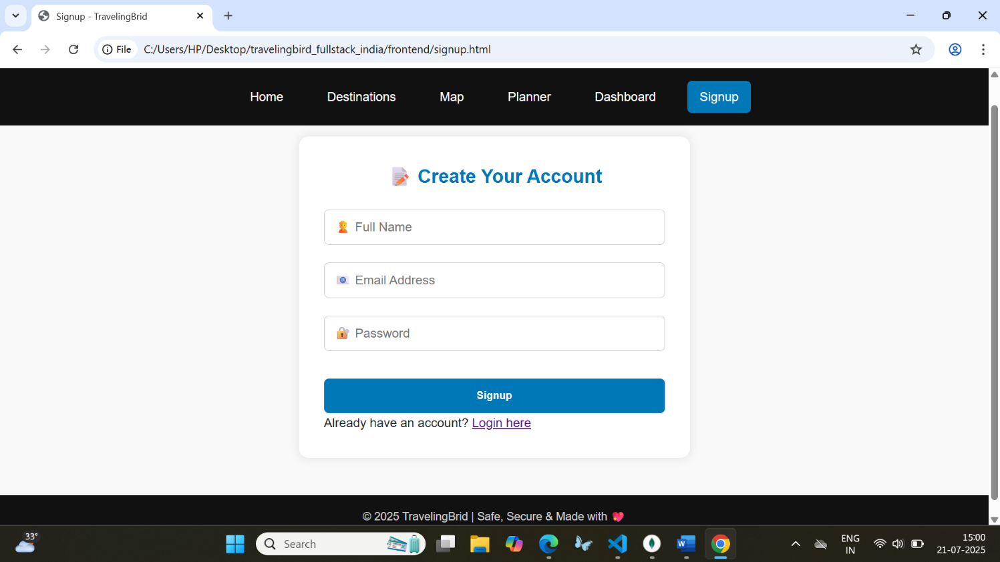 Signup - TravelingBrid
File C:/Users/HP/Desktop/travelingbird_fullstack_india/frontend/signup.html
Home Destinations Map Planner Dashboard Signup
📝 Create Your Account
Full Name
Email Address
Password
Signup
Already have an account? Login here
© 2025 TravelingBrid | Safe, Secure & Made with 💖
33°
Search
ENG
IN
15:00
21-07-2025